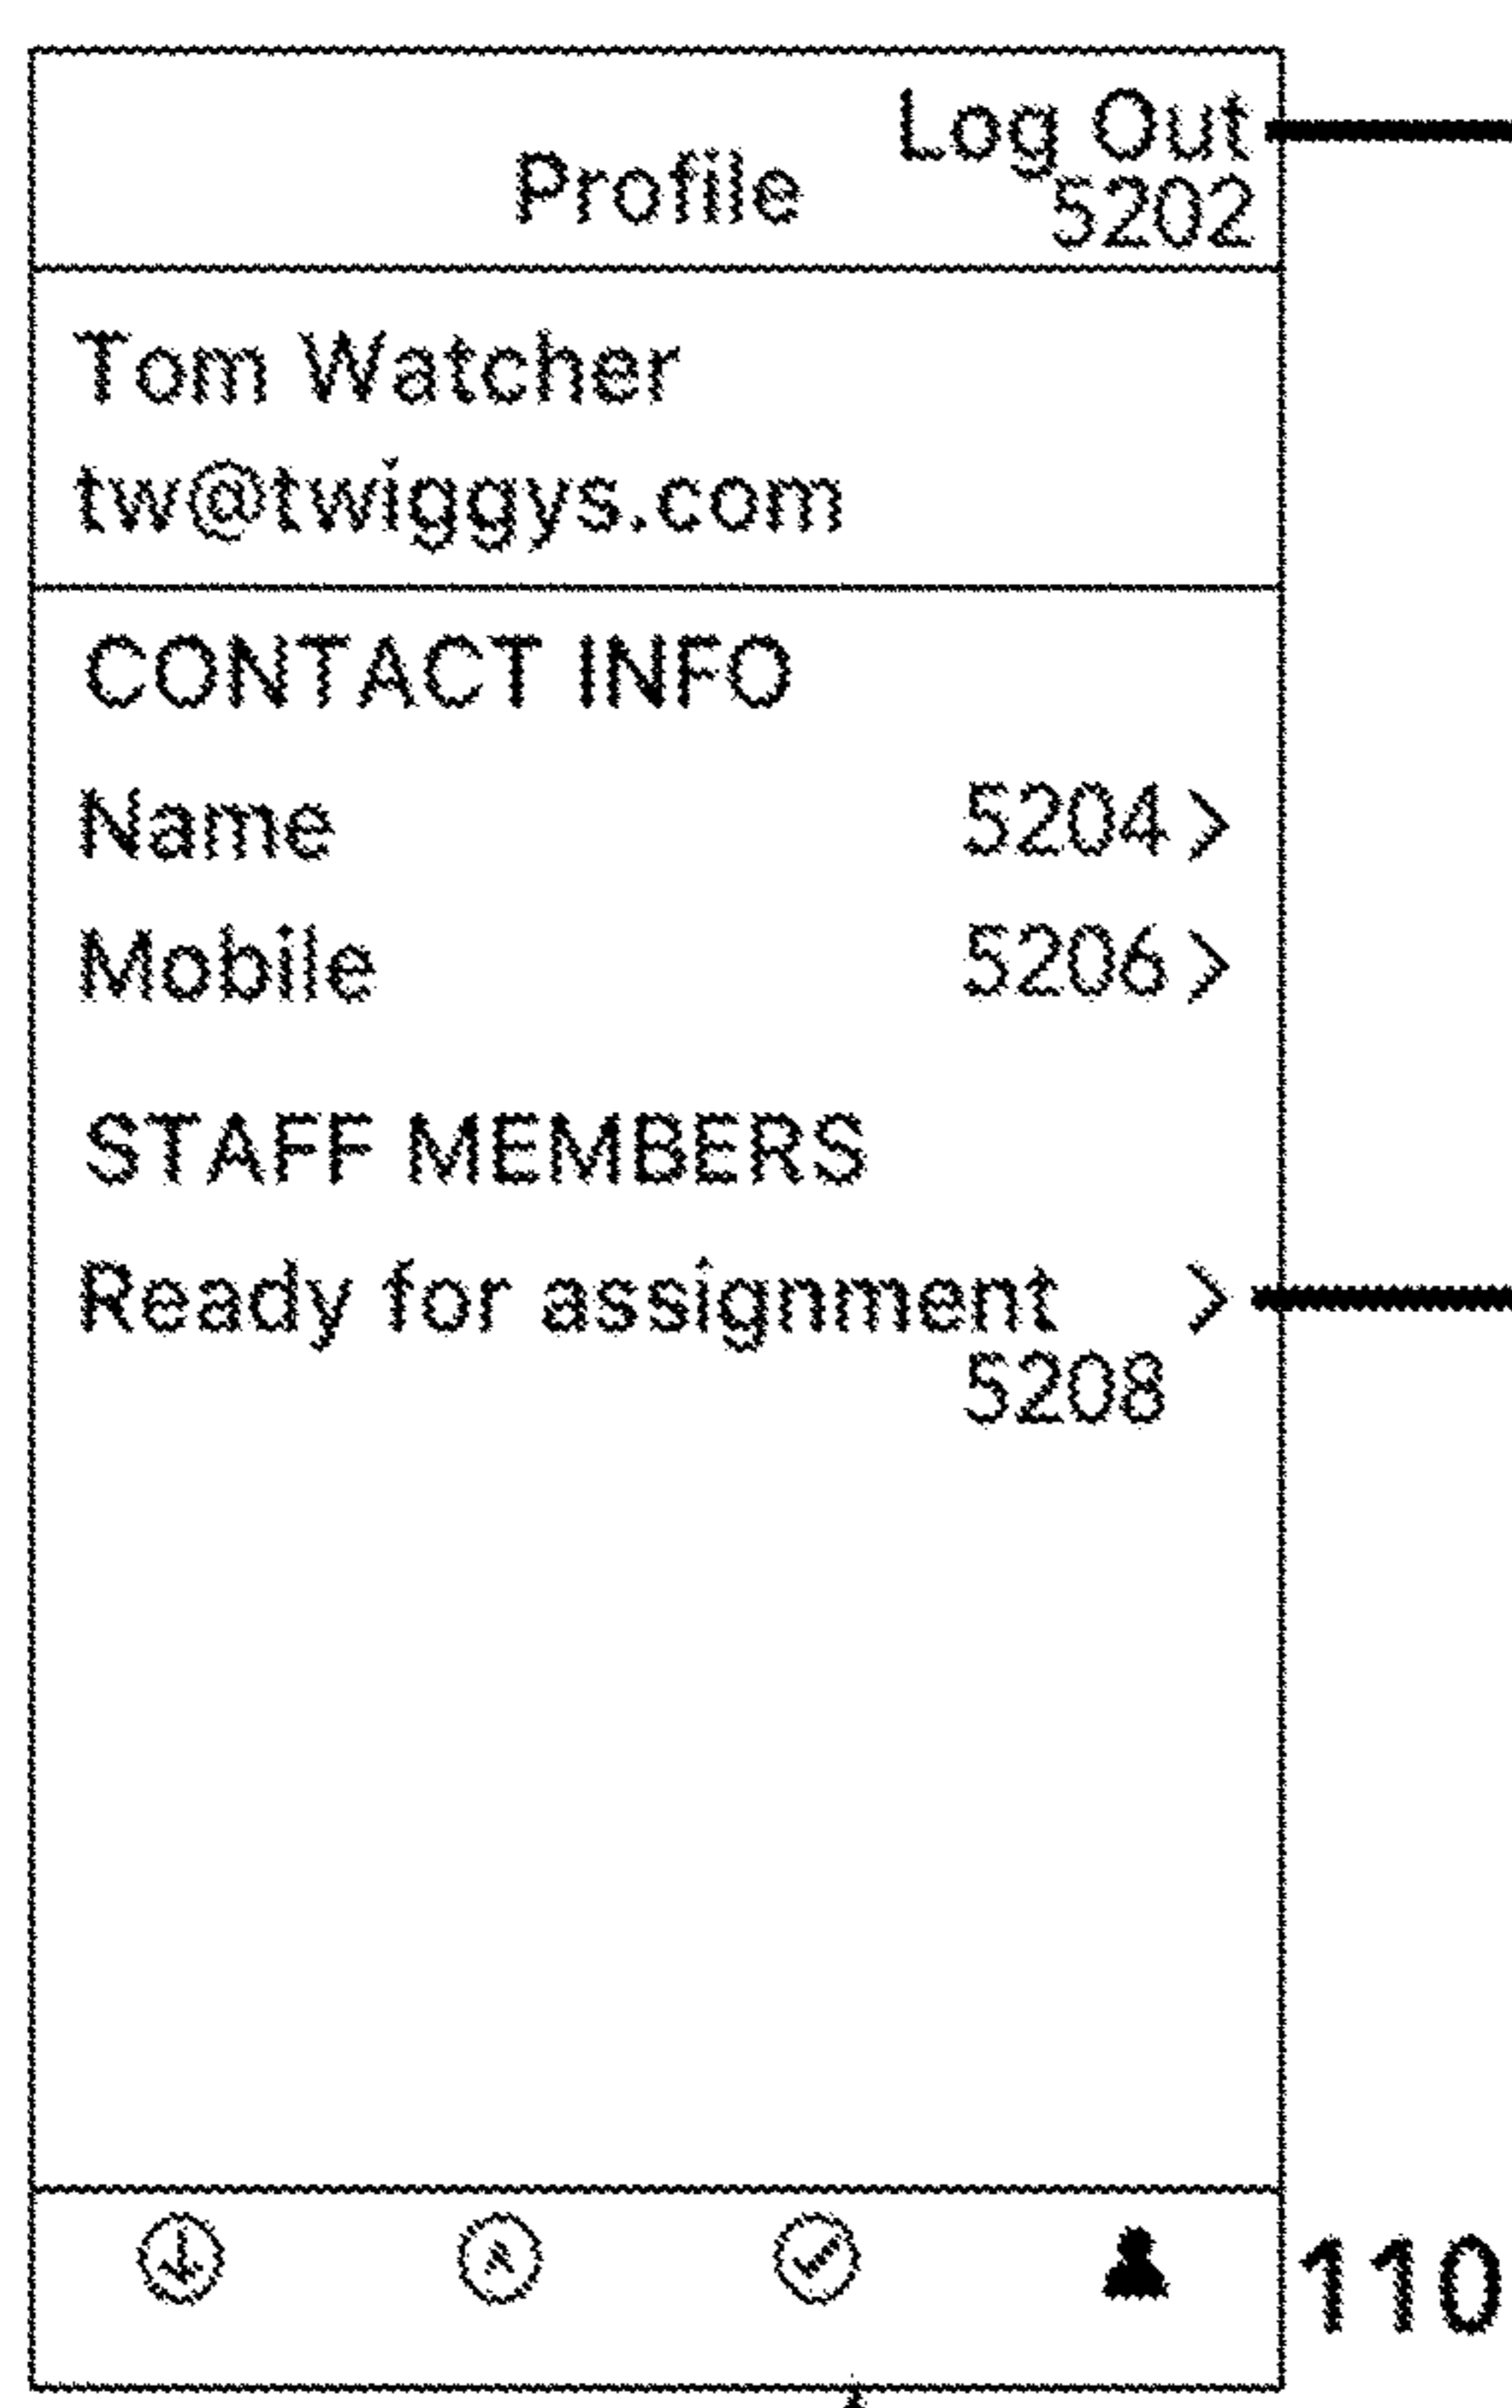 Log Out
Profile
5202
Tom Watcher
tw@twiggys.com
CONTACT INFO
Name 5204 >
Mobile 5206 >
STAFF MEMBERS
Ready for assignment >
5208
110